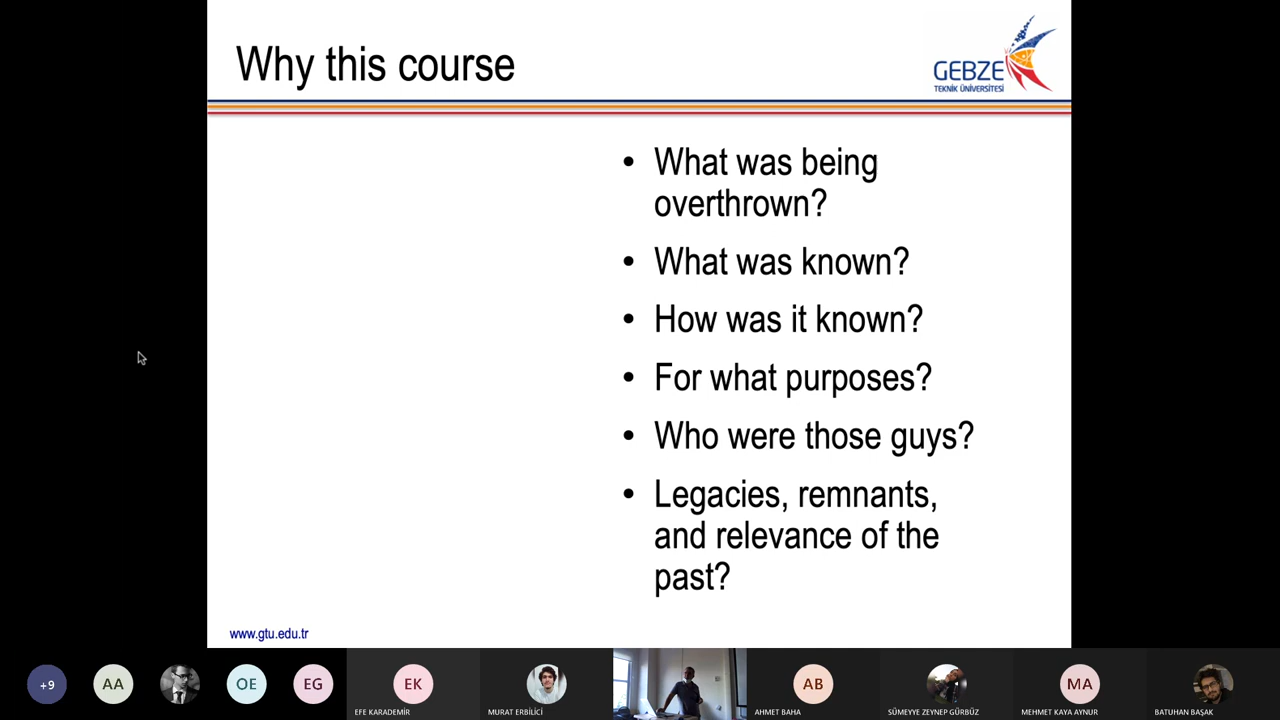 Why this course
GEBZE
TEKNİK ÜNİVERSİTESİ
• What was being
overthrown?
• What was known?
• How was it known?
• For what purposes?
• Who were those guys?
• Legacies, remnants,
and relevance of the
past?
www.gtu.edu.tr
+9
AA
OE
EG
EK
AB
MA
EFE KARADEMİR
MURAT ERBİLİCİ
AHMET BAHA
SÜMEYYE ZEYNEP GÜRBÜZ
MEHMET KAYA AYNUR
BATUHAN BAŞAK